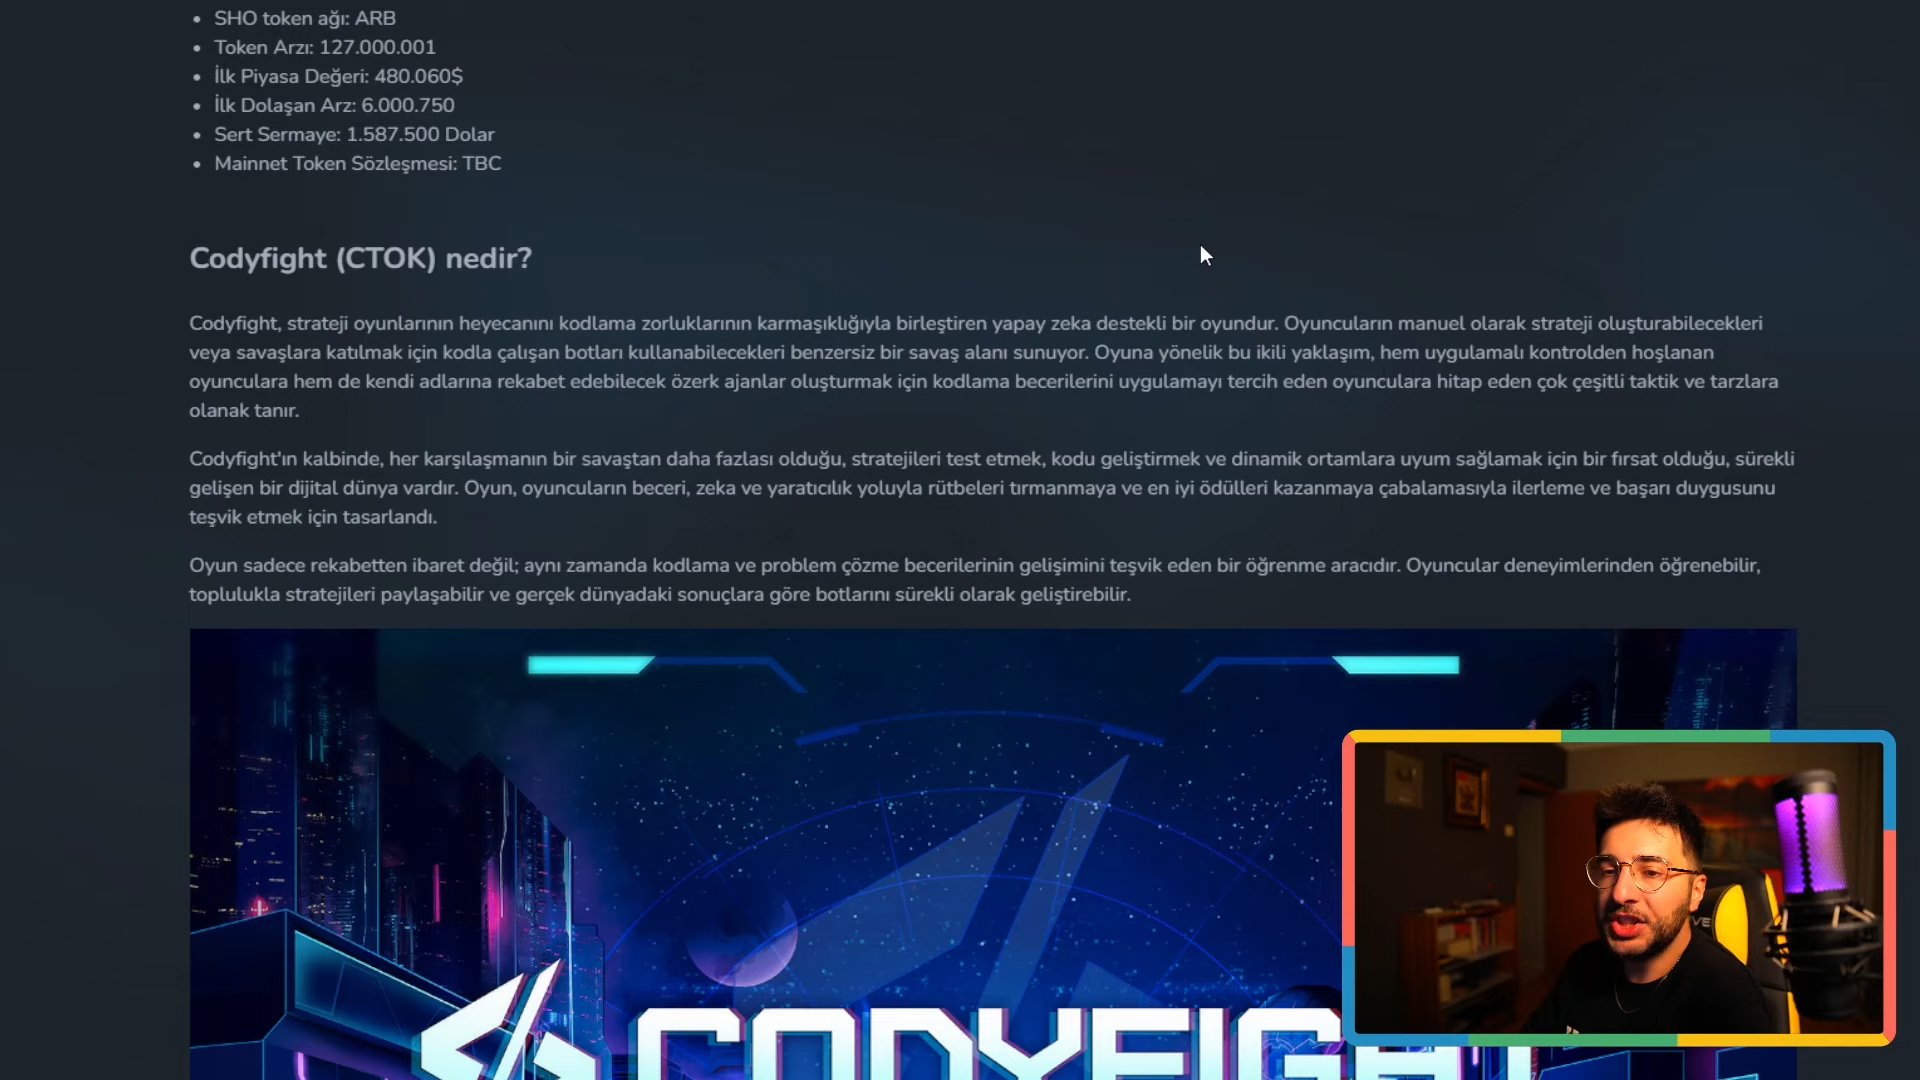 SHO token ağı: ARB
Token Arzı: 127.000.001
İlk Piyasa Değeri: 480.060$
İlk Dolaşan Arz: 6.000.750
Sert Sermaye: 1.587.500 Dolar
Mainnet Token Sözleşmesi: TBC
Codyfight (CTOK) nedir?
Codyfight, strateji oyunlarının heyecanını kodlama zorluklarının karmaşıklığıyla birleştiren yapay zeka destekli bir oyundur. Oyuncuların manuel olarak strateji oluşturabilecekleri
veya savaşlara katılmak için kodla çalışan botları kullanabilecekleri benzersiz bir savaş alanı sunuyor. Oyuna yönelik bu ikili yaklaşım, hem uygulamalı kontrolden hoşlanan
oyunculara hem de kendi adlarına rekabet edebilecek özerk ajanlar oluşturmak için kodlama becerilerini uygulamayı tercih eden oyunculara hitap eden çok çeşitli taktik ve tarzlara
olanak tanır.
Codyfight'ın kalbinde, her karşılaşmanın bir savaştan daha fazlası olduğu, stratejileri test etmek, kodu geliştirmek ve dinamik ortamlara uyum sağlamak için bir fırsat olduğu, sürekli
gelişen bir dijital dünya vardır. Oyun, oyuncuların beceri, zeka ve yaratıcılık yoluyla rütbeleri tırmanmaya ve en iyi ödülleri kazanmaya çabalamasıyla ilerleme ve başarı duygusunu
teşvik etmek için tasarlandı.
Oyun sadece rekabetten ibaret değil; aynı zamanda kodlama ve problem çözme becerilerinin gelişimini teşvik eden bir öğrenme aracıdır. Oyuncular deneyimlerinden öğrenebilir,
toplulukla stratejileri paylaşabilir ve gerçek dünyadaki sonuçlara göre botlarını sürekli olarak geliştirebilir.
CODYFIGHT